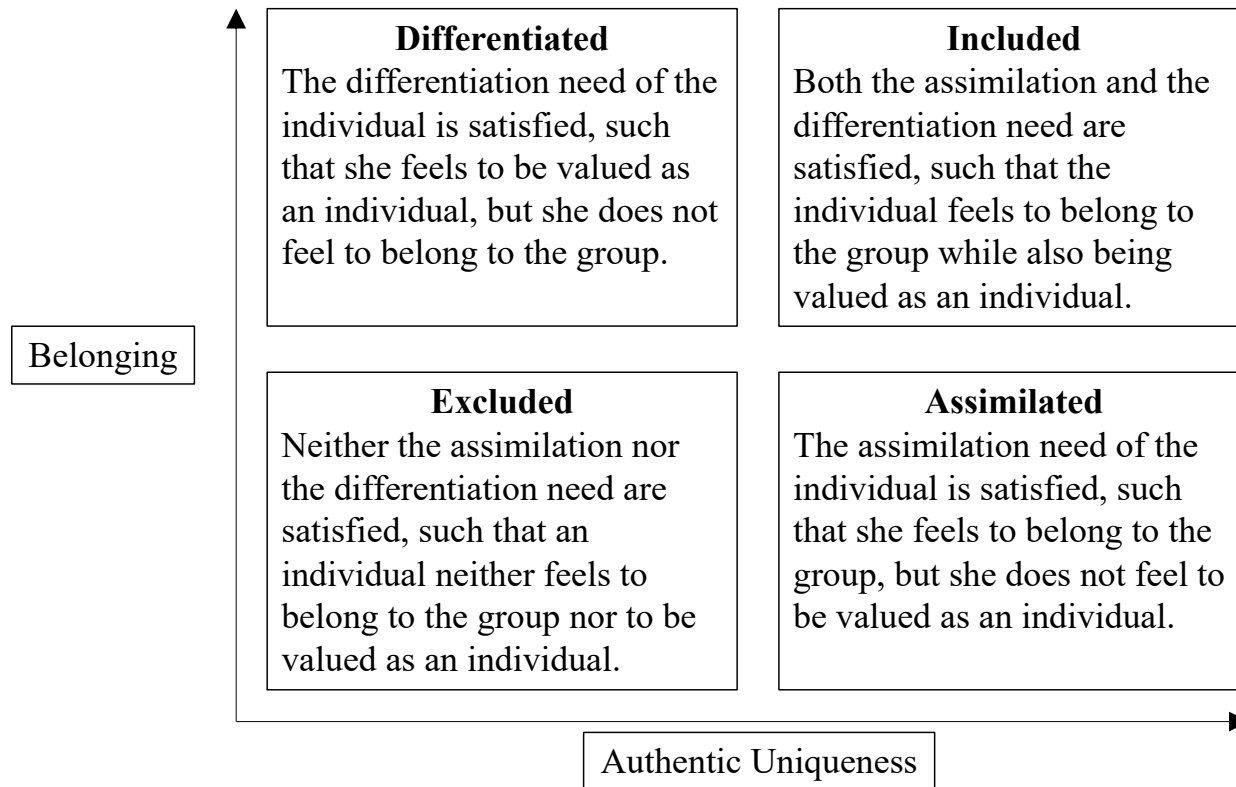 Differentiated
The differentiation need of the
individual is satisfied, such
that she feels to be valued as
an individual, but she does not
feel to belong to the group.
Included
Both the assimilation and the
differentiation need are
satisfied, such that the
individual feels to belong to
the group while also being
valued as an individual.
Belonging
Excluded
Neither the assimilation nor
the differentiation need are
satisfied, such that an
individual neither feels to
belong to the group nor to be
valued as an individual.
Assimilated
The assimilation need of the
individual is satisfied, such
that she feels to belong to the
group, but she does not feel to
be valued as an individual.
Authentic Uniqueness